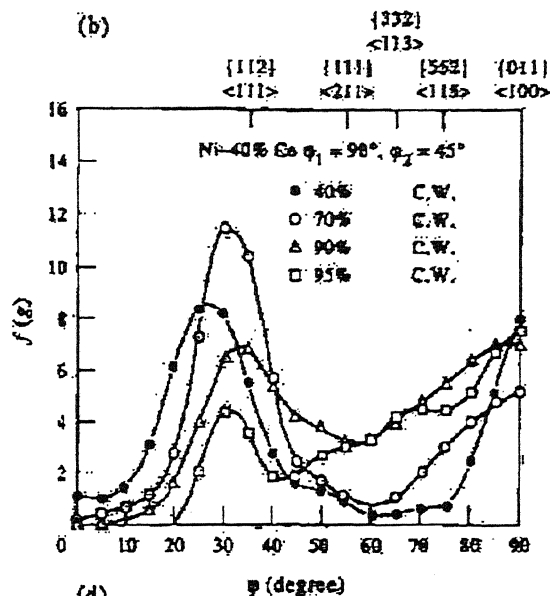 (b)
{332}
<113>
{112} {111} {552} {011}
<111> <211> <115> <100>
Ni-40% Co φ1 = 90°, φ2 = 45°
40% C.W.
70% C.W.
90% C.W.
95% C.W.
f(g)
16
14
12
10
8
6
4
2
0 10 20 30 40 50 60 70 80 90
φ (degree)
(d)